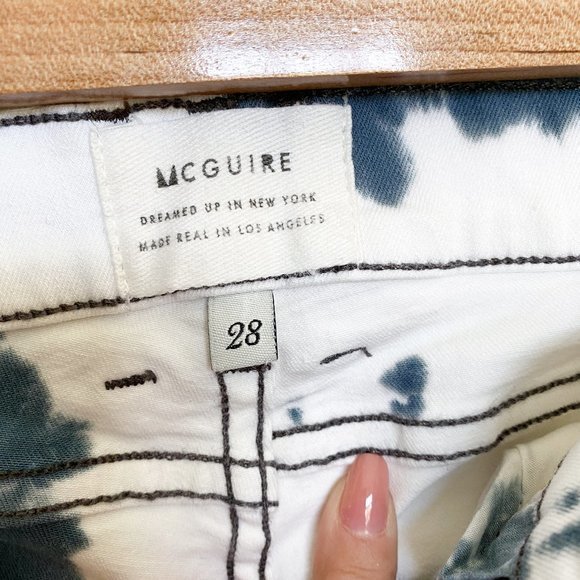 MCGUIRE
DREAMED UP IN NEW YORK
MADE REAL IN LOS ANGELES
28